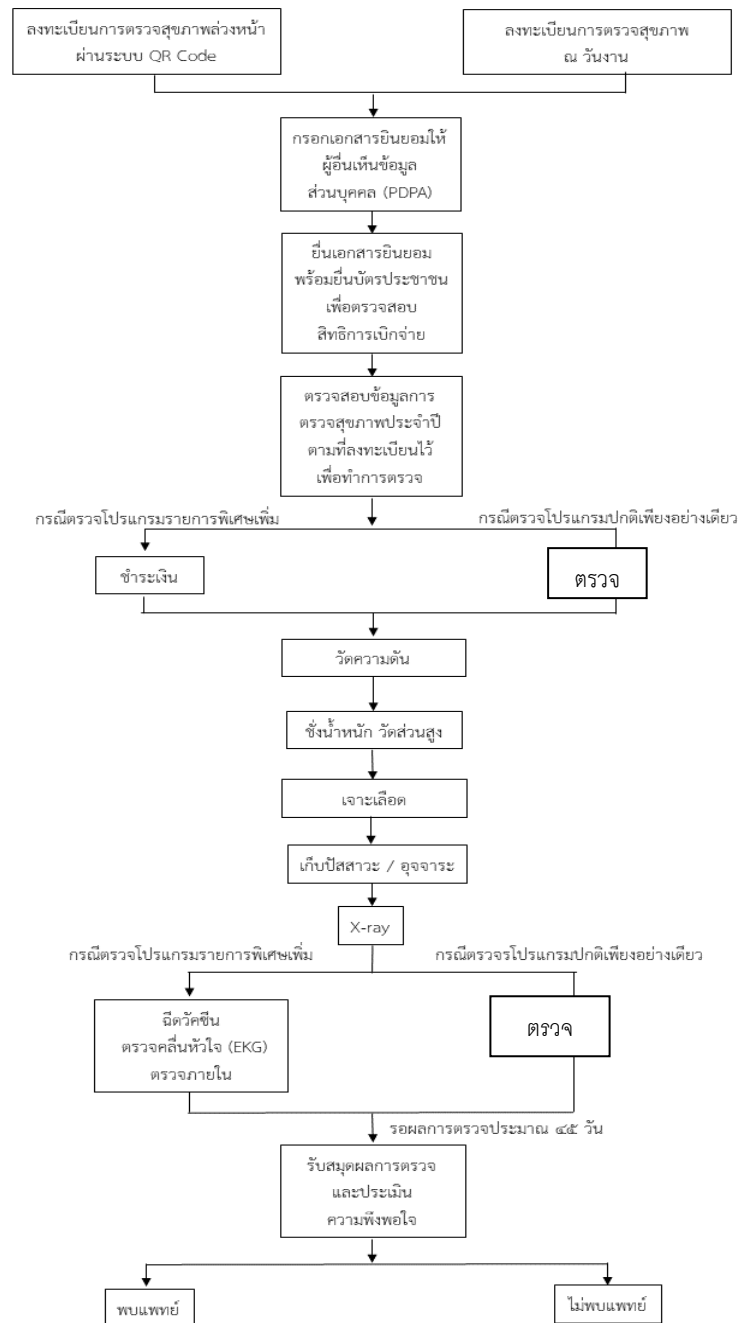 ลงทะเบียนการตรวจสุขภาพล่วงหน้า
ผ่านระบบ QR Code
ลงทะเบียนการตรวจสุขภาพ
ณ วันงาน
กรอกเอกสารยินยอมให้
ผู้อื่นเห็นข้อมูล
ส่วนบุคคล (PDPA)
ยื่นเอกสารยินยอม
พร้อมยื่นบัตรประชาชน
เพื่อตรวจสอบ
สิทธิการเบิกจ่าย
ตรวจสอบข้อมูลการ
ตรวจสุขภาพประจำปี
ตามที่ลงทะเบียนไว้
เพื่อทำการตรวจ
กรณีตรวจโปรแกรมรายการพิเศษเพิ่ม
กรณีตรวจโปรแกรมปกติเพียงอย่างเดียว
ชำระเงิน
ตรวจ
วัดความดัน
ชั่งน้ำหนัก วัดส่วนสูง
เจาะเลือด
เก็บปัสสาวะ / อุจจาระ
X-ray
กรณีตรวจโปรแกรมรายการพิเศษเพิ่ม
กรณีตรวจรโปรแกรมปกติเพียงอย่างเดียว
ฉีดวัคซีน
ตรวจคลื่นหัวใจ (EKG)
ตรวจภายใน
ตรวจ
รอผลการตรวจประมาณ ๔๕ วัน
รับสมุดผลการตรวจ
และประเมิน
ความพึงพอใจ
พบแพทย์
ไม่พบแพทย์